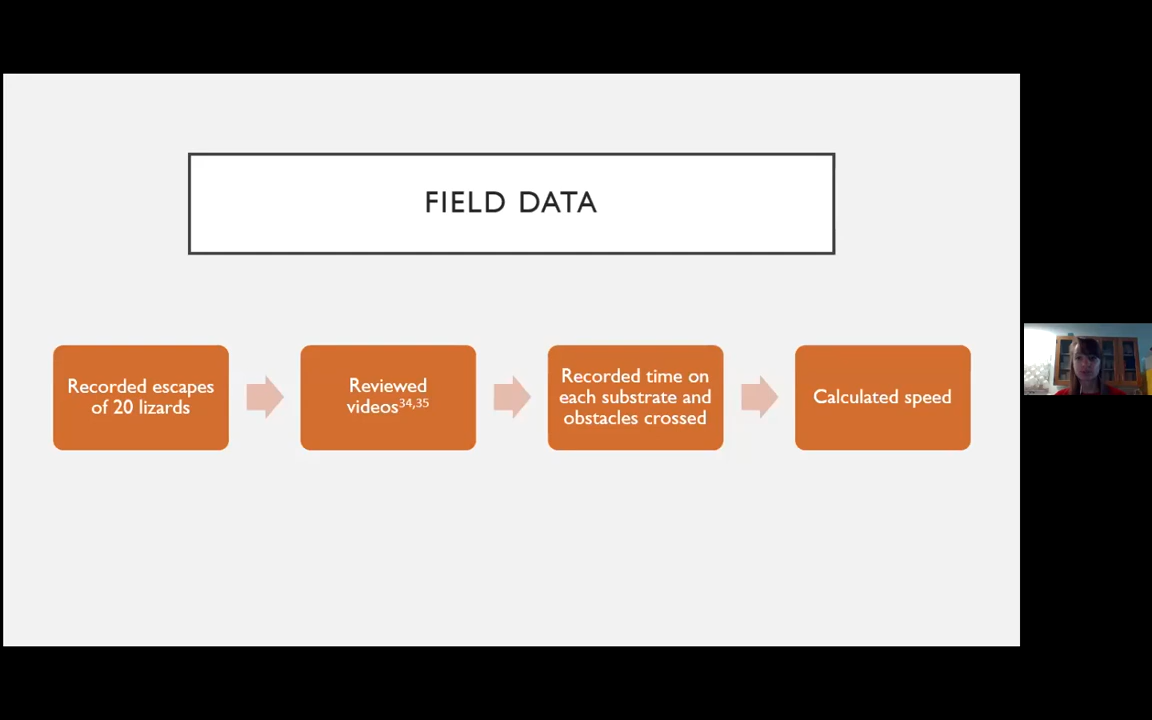 FIELD DATA
Recorded escapes
of 20 lizards
Reviewed
videos34,35
Recorded time on
each substrate and
obstacles crossed
Calculated speed